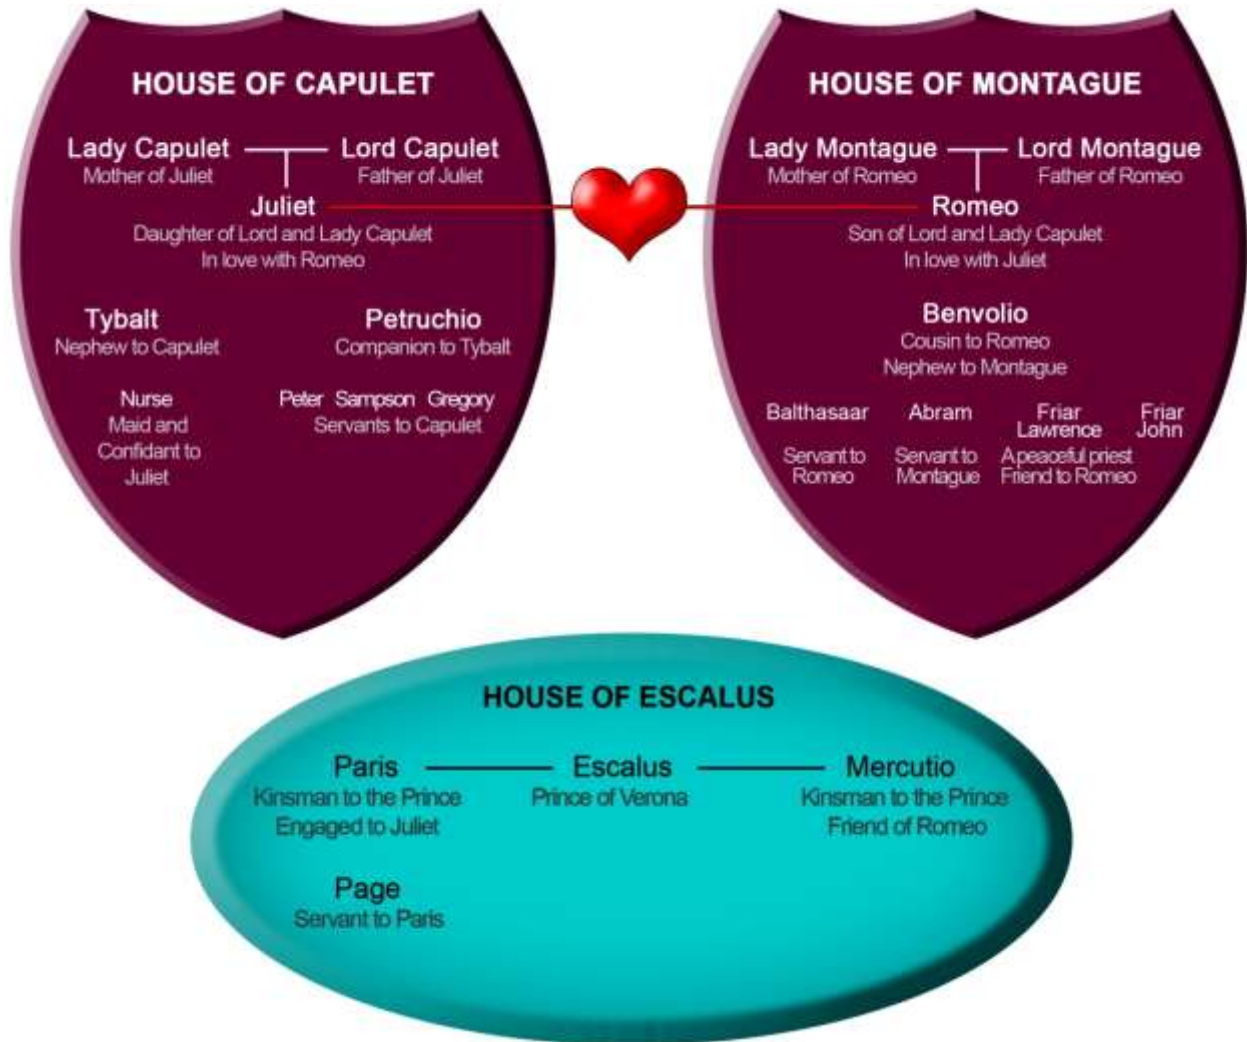 HOUSE OF CAPULET
Lady Capulet
Mother of Juliet
Lord Capulet
Father of Juliet
Juliet
Daughter of Lord and Lady Capulet
In love with Romeo
Tybalt
Nephew to Capulet
Petruchio
Companion to Tybalt
Nurse
Maid and
Confidant to
Juliet
Peter Sampson Gregory
Servants to Capulet
HOUSE OF MONTAGUE
Lady Montague
Mother of Romeo
Lord Montague
Father of Romeo
Romeo
Son of Lord and Lady Capulet
In love with Juliet
Benvolio
Cousin to Romeo
Nephew to Montague
Balthasaar
Servant to
Romeo
Abram
Servant to
Montague
Friar
Lawrence
A peaceful priest
Friend to Romeo
Friar
John
HOUSE OF ESCALUS
Paris
Kinsman to the Prince
Engaged to Juliet
Escalus
Prince of Verona
Mercutio
Kinsman to the Prince
Friend of Romeo
Page
Servant to Paris